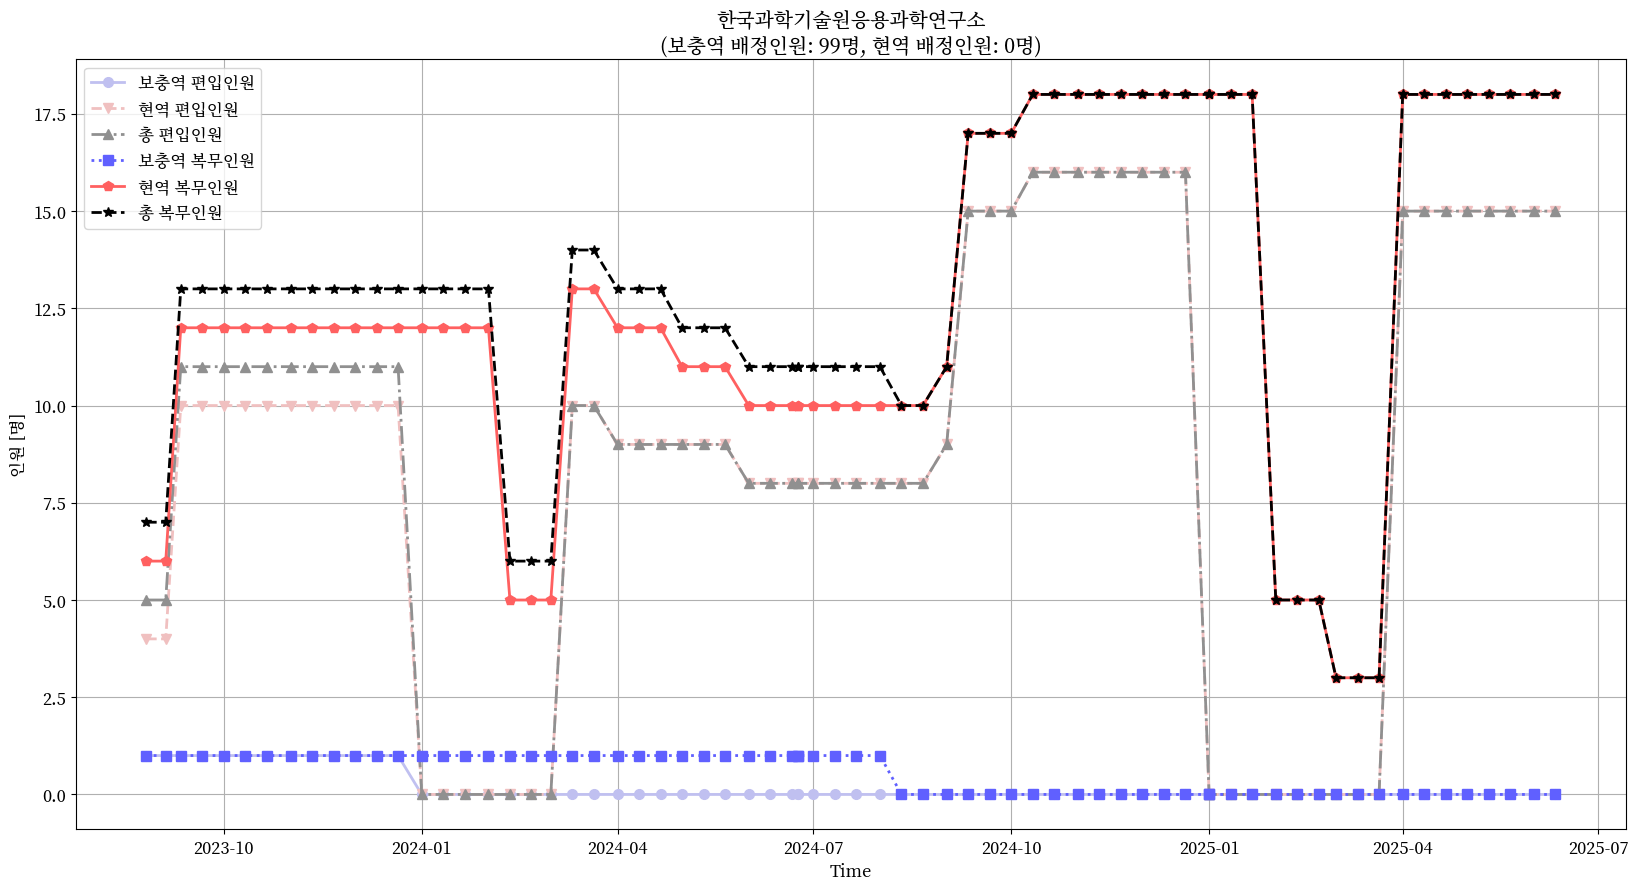 한국과학기술원응용과학연구소
(보충역 배정인원: 99명, 현역 배정인원: 0명)
보충역 편입인원
현역 편입인원
총 편입인원
보충역 복무인원
현역 복무인원
총 복무인원
인원 [명]
17.5
15.0
12.5
10.0
7.5
5.0
2.5
0.0
2023-10
2024-01
2024-04
2024-07
2024-10
2025-01
2025-04
2025-07
Time